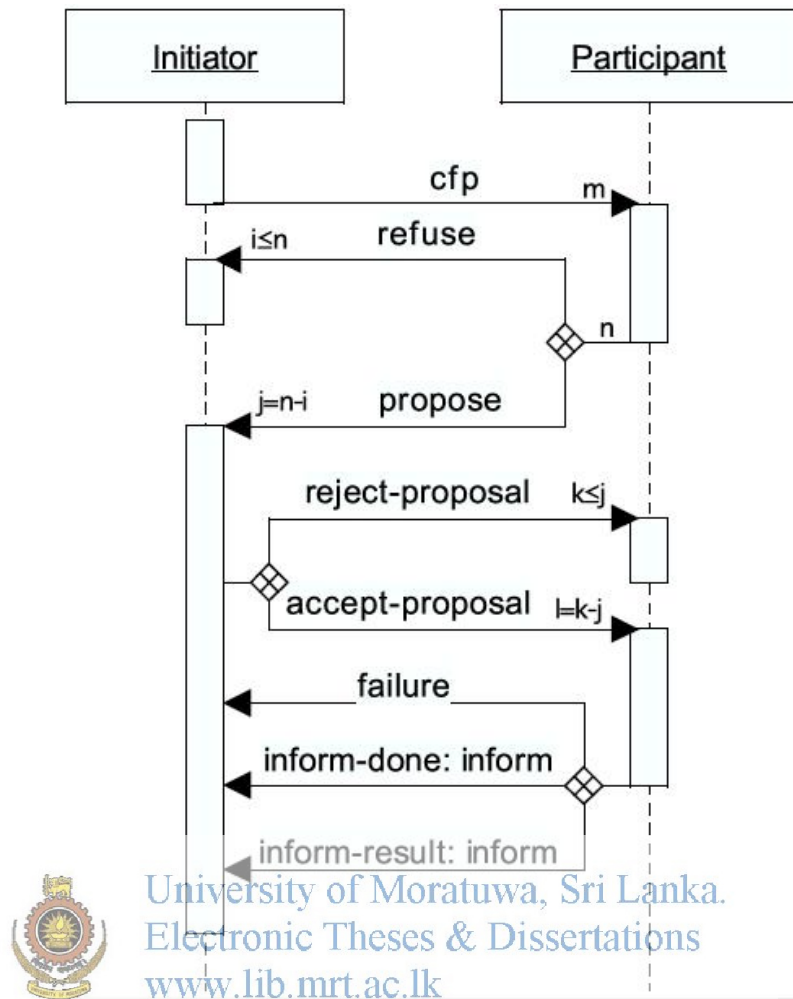 Initiator
Participant
cfp
m
i≤n
refuse
n
j=n-i
propose
reject-proposal
k≤j
accept-proposal
l=k-j
failure
inform-done: inform
inform-result: inform
University of Moratuwa, Sri Lanka.
Electronic Theses & Dissertations
www.lib.mrt.ac.lk